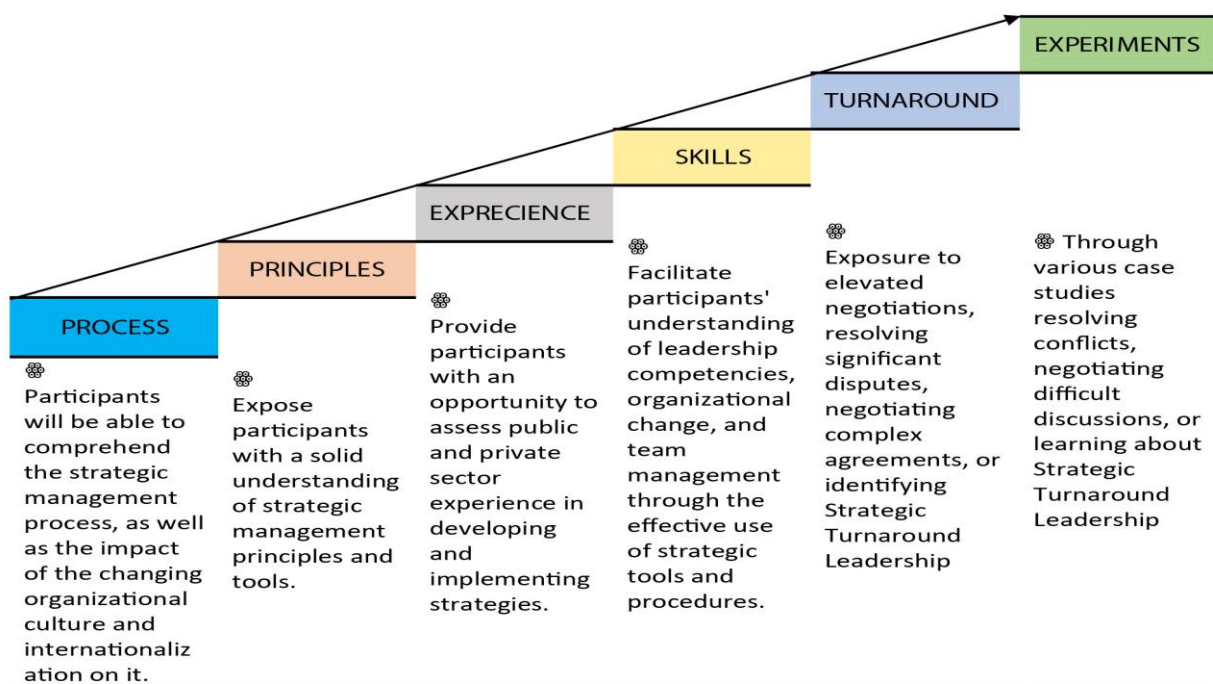 EXPERIMENTS
TURNAROUND
SKILLS
EXPRECIENCE
PRINCIPLES
PROCESS
Participants
will be able to
comprehend
the strategic
management
process, as well
as the impact
of the changing
organizational
culture and
internationaliz
ation on it.
Expose
participants
with a solid
understanding
of strategic
management
principles and
tools.
Provide
participants
with an
opportunity to
assess public
and private
sector
experience in
developing
and
implementing
strategies.
Facilitate
participants'
understanding
of leadership
competencies,
organizational
change, and
team
management
through the
effective use
of strategic
tools and
procedures.
Exposure to
elevated
negotiations,
resolving
significant
disputes,
negotiating
complex
agreements, or
identifying
Strategic
Turnaround
Leadership
Through
various case
studies
resolving
conflicts,
negotiating
difficult
discussions, or
learning about
Strategic
Turnaround
Leadership